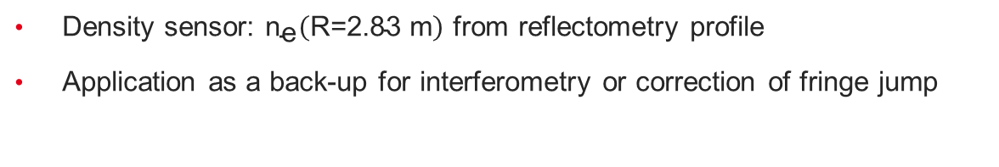 • Density sensor: ne(R=2.83 m) from reflectometry profile
• Application as a back-up for interferometry or correction of fringe jump